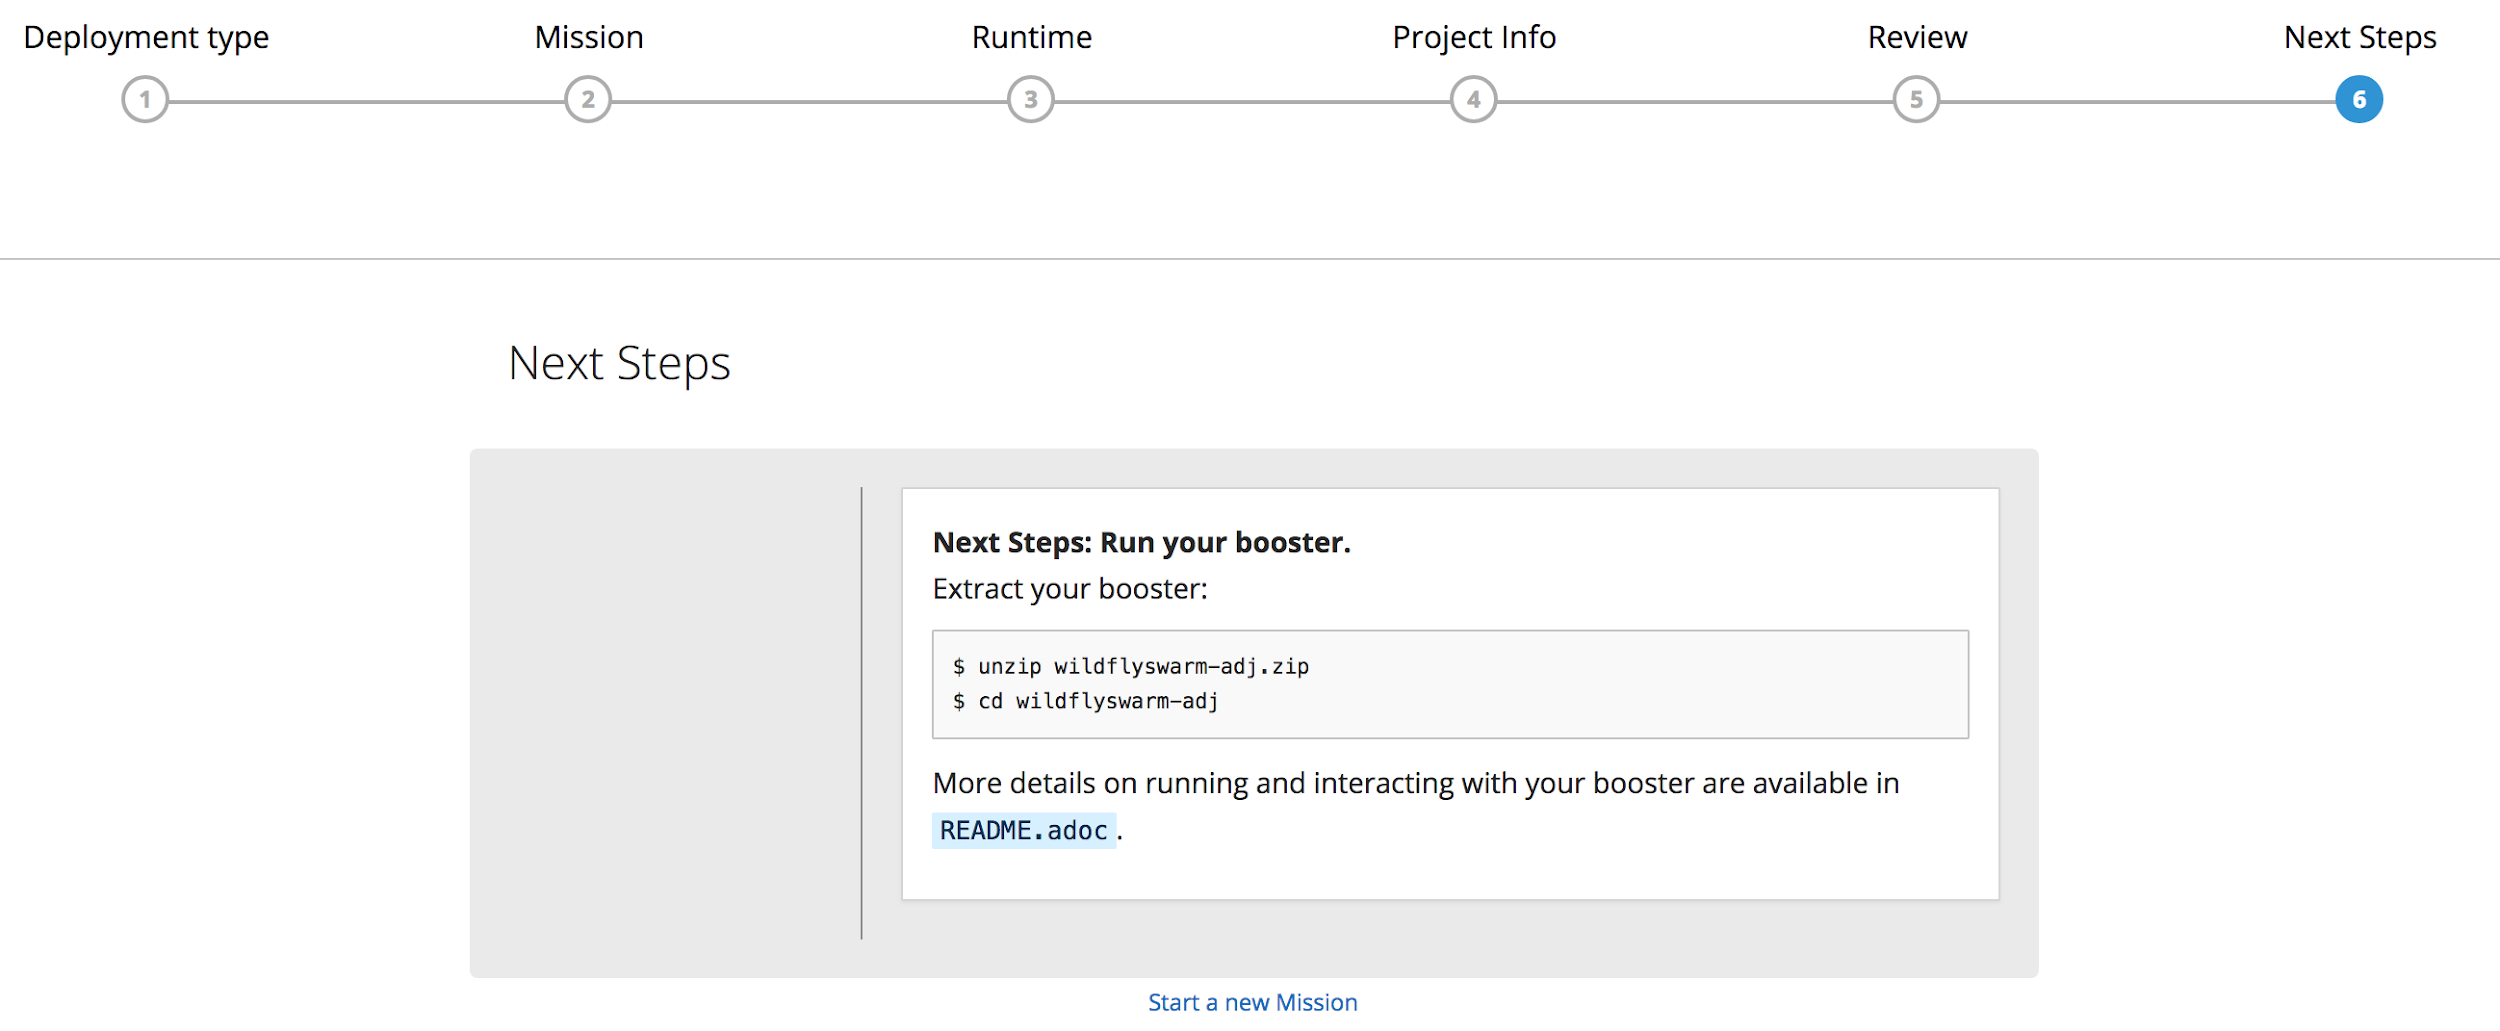 Deployment type Mission Runtime Project Info Review Next Steps
1 2 3 4 5 6
Next Steps
Next Steps: Run your booster.
Extract your booster:
$ unzip wildflyswarm-adj.zip
$ cd wildflyswarm-adj
More details on running and interacting with your booster are available in
README.adoc.
Start a new Mission